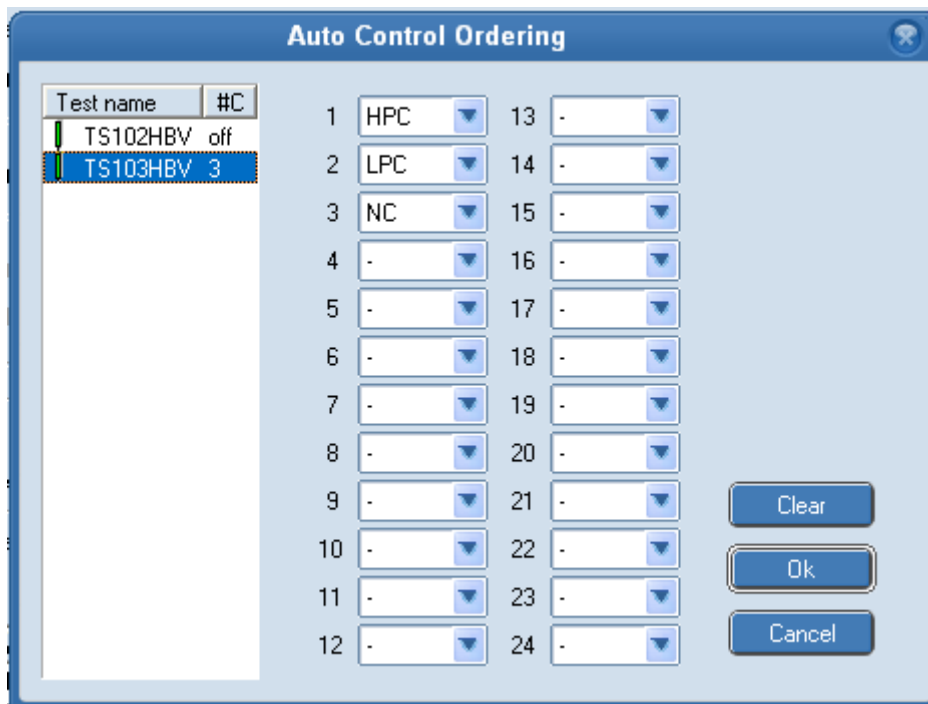 Auto Control Ordering
Test name #C
TS102HBV off
TS103HBV 3
1 HPC 13 -
2 LPC 14 -
3 NC 15 -
4 - 16 -
5 - 17 -
6 - 18 -
7 - 19 -
8 - 20 -
9 - 21 -
10 - 22 -
11 - 23 -
12 - 24 -
Clear
Ok
Cancel